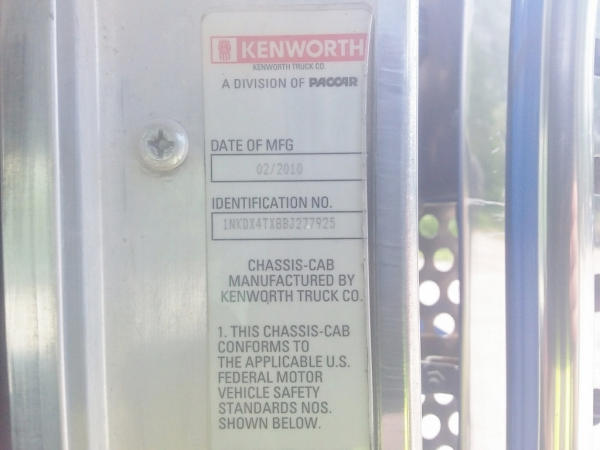 KENWORTH
KENWORTH TRUCK CO.
A DIVISION OF PACCAR
DATE OF MFG
02/2010
IDENTIFICATION NO.
1NKDX4TX8BJ277925
CHASSIS-CAB
MANUFACTURED BY
KENWORTH TRUCK CO.
1. THIS CHASSIS-CAB
CONFORMS TO
THE APPLICABLE U.S.
FEDERAL MOTOR
VEHICLE SAFETY
STANDARDS NOS.
SHOWN BELOW.